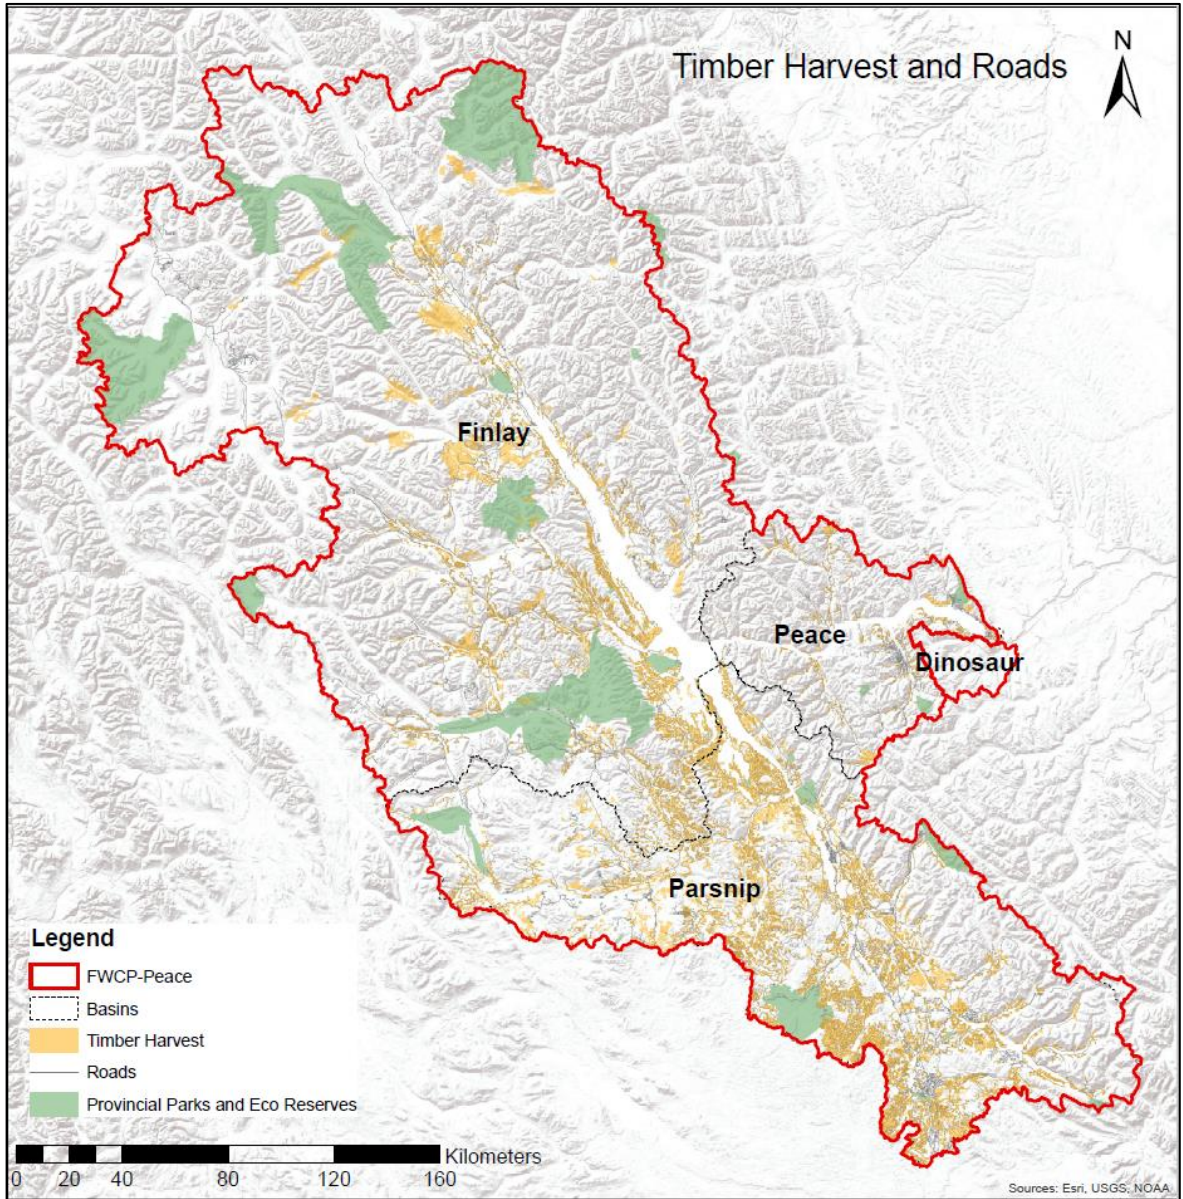 Timber Harvest and Roads
N
Finlay
Peace
Dinosaur
Parsnip
Legend
FWCP-Peace
Basins
Timber Harvest
Roads
Provincial Parks and Eco Reserves
Kilometers
0 20 40 80 120 160
Sources: Esri, USGS, NOAA